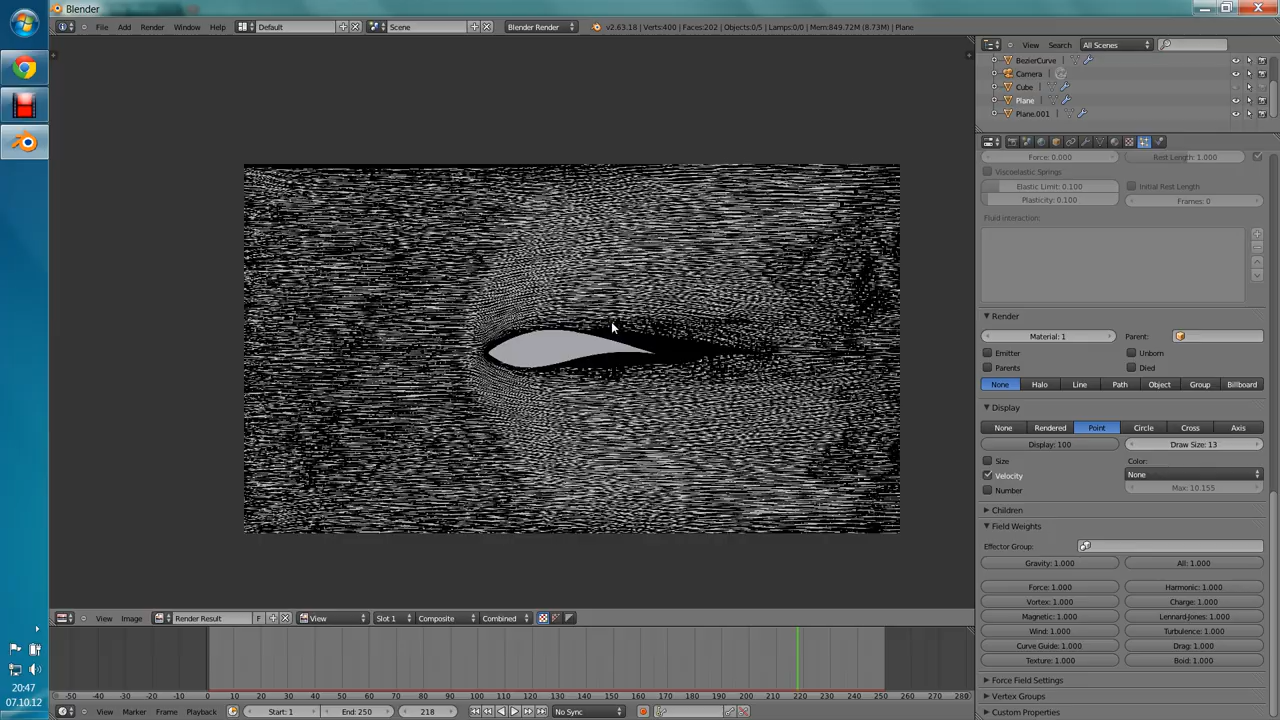 Blender
File Add Render Window Help Default Scene Blender Render v2.63.18 | Verts:400 | Faces:202 | Objects:0/5 | Lamps:0/0 | Mem:849.72M (8.73M) | Plane
View Search All Scenes
BezierCurve
Camera
Cube
Plane
Plane.001
Force: 0.000 Rest Length: 1.000
Viscoelastic Springs
Elastic Limit: 0.100 Initial Rest Length
Plasticity: 0.100 Frames: 0
Fluid interaction:
Render
Material: 1 Parent:
Emitter Unborn
Parents Died
None Halo Line Path Object Group Billboard
Display
None Rendered Point Circle Cross Axis
Display: 100 Draw Size: 13
Size Color:
Velocity None
Number Max: 10.155
Children
Field Weights
Effector Group:
Gravity: 1.000 All: 1.000
Force: 1.000 Harmonic: 1.000
Vortex: 1.000 Charge: 1.000
Magnetic: 1.000 Lennard-Jones: 1.000
Wind: 1.000 Turbulence: 1.000
Curve Guide: 1.000 Drag: 1.000
Texture: 1.000 Boid: 1.000
Force Field Settings
Vertex Groups
Custom Properties
View Image Render Result F View Slot 1 Composite Combined
-50 -40 -30 -20 -10 0 10 20 30 40 50 60 70 80 90 100 110 120 130 140 150 160 170 180 190 200 210 220 230 240 250 260 270 280
View Marker Frame Playback Start: 1 End: 250 218 No Sync
20:47
07.10.12